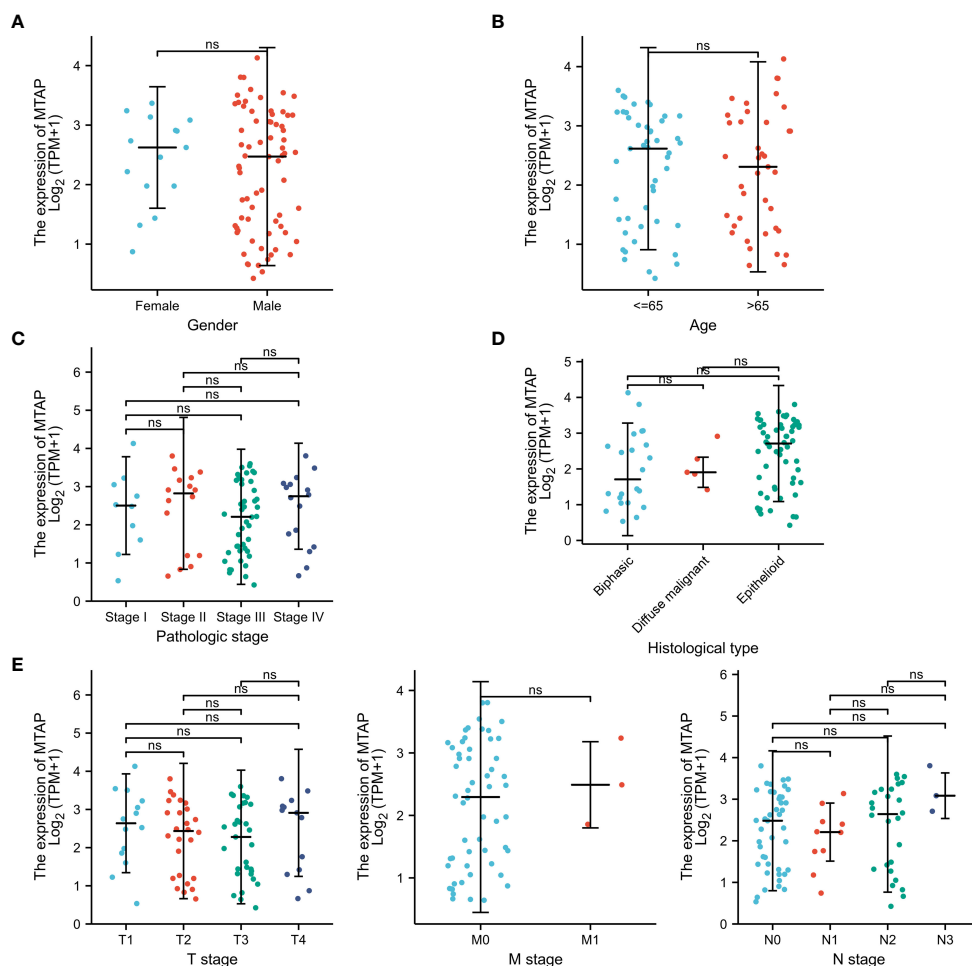 A
The expression of MTAP
Log2 (TPM+1)
4
3
2
1
ns
Female
Male
Gender
B
The expression of MTAP
Log2 (TPM+1)
4
3
2
1
ns
<=65
>65
Age
C
The expression of MTAP
Log2 (TPM+1)
6
5
4
3
2
1
0
ns
ns
ns
ns
ns
ns
Stage I
Stage II
Stage III
Stage IV
Pathologic stage
D
The expression of MTAP
Log2 (TPM+1)
5
4
3
2
1
0
ns
ns
ns
Biphasic
Diffuse malignant
Epithelioid
Histological type
E
The expression of MTAP
Log2 (TPM+1)
6
5
4
3
2
1
0
ns
ns
ns
ns
ns
ns
T1
T2
T3
T4
T stage
The expression of MTAP
Log2 (TPM+1)
4
3
2
1
ns
M0
M1
M stage
The expression of MTAP
Log2 (TPM+1)
6
5
4
3
2
1
0
ns
ns
ns
ns
ns
ns
N0
N1
N2
N3
N stage